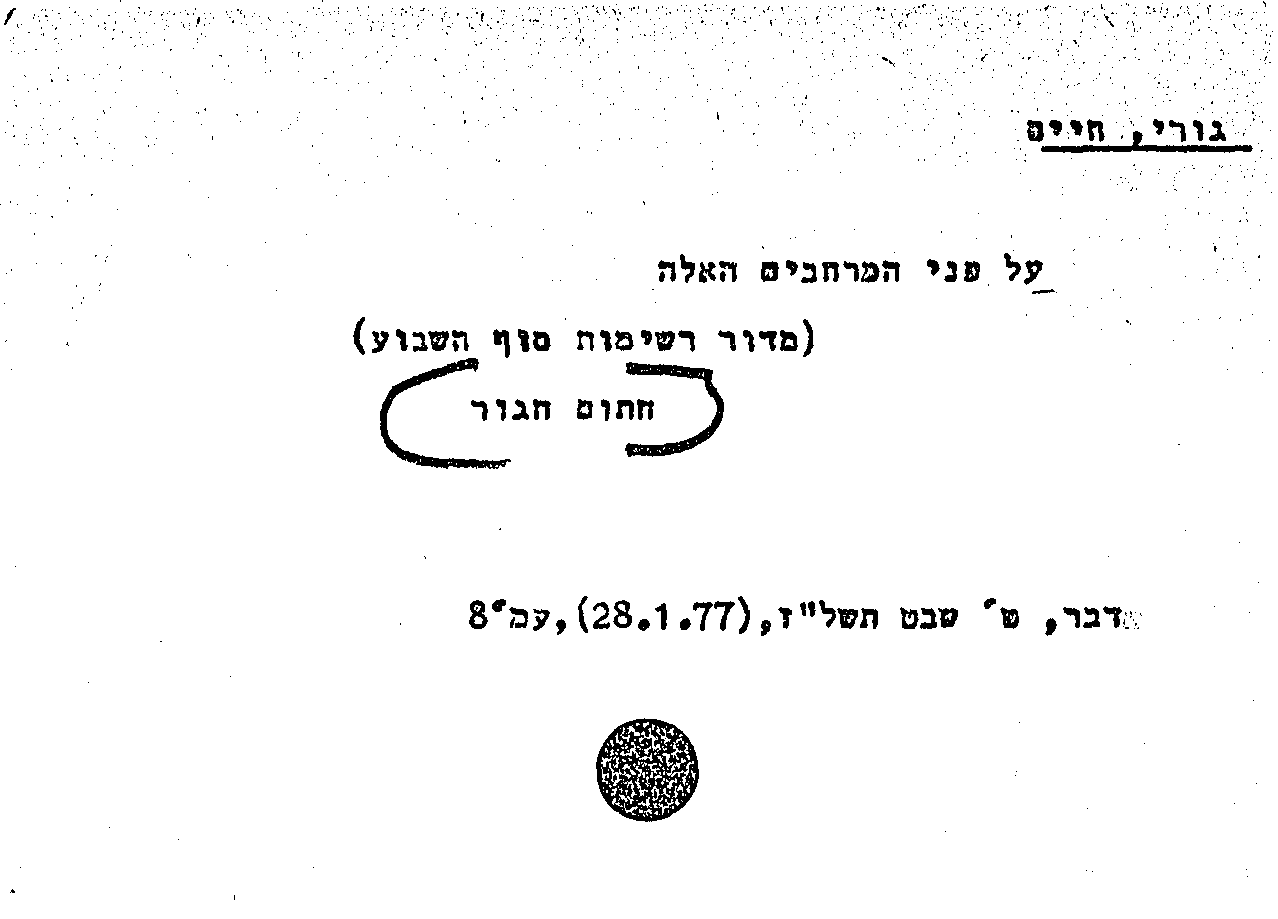 גורי, חיים
על פני המרחבים האלה
(מדור רשימות סוף השבוע)
חתום חגור
דבר, ט' שבט תשל"ז,(28.1.77),עמ'8